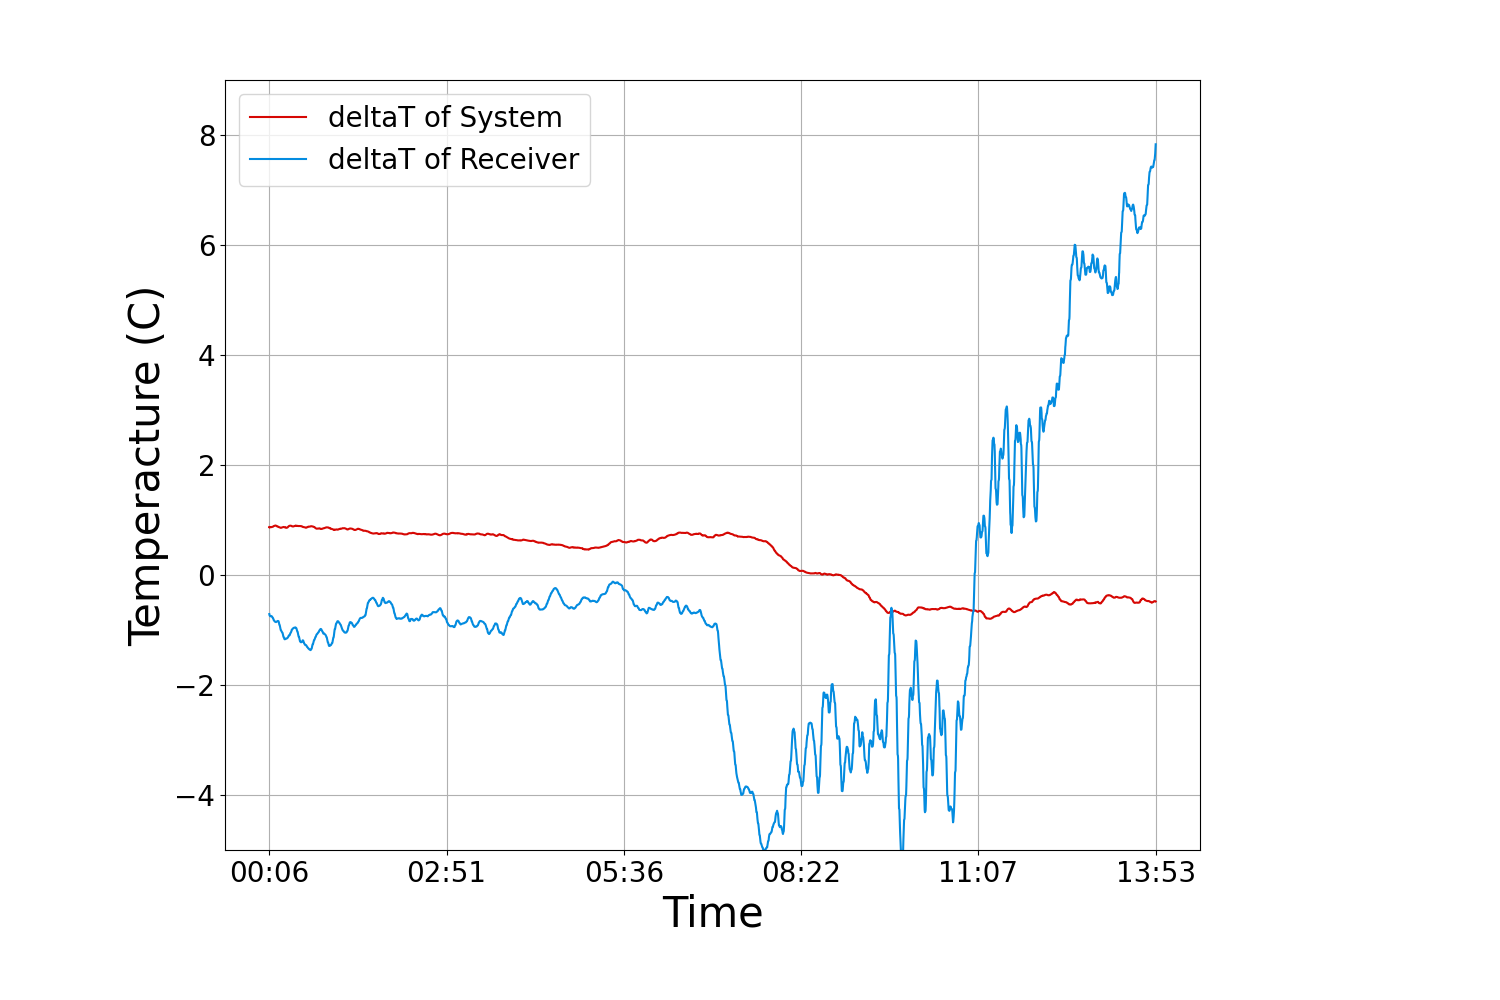 deltaT of System
deltaT of Receiver
8
6
4
2
0
−2
−4
Temperacture (C)
00:06 02:51 05:36 08:22 11:07 13:53
Time